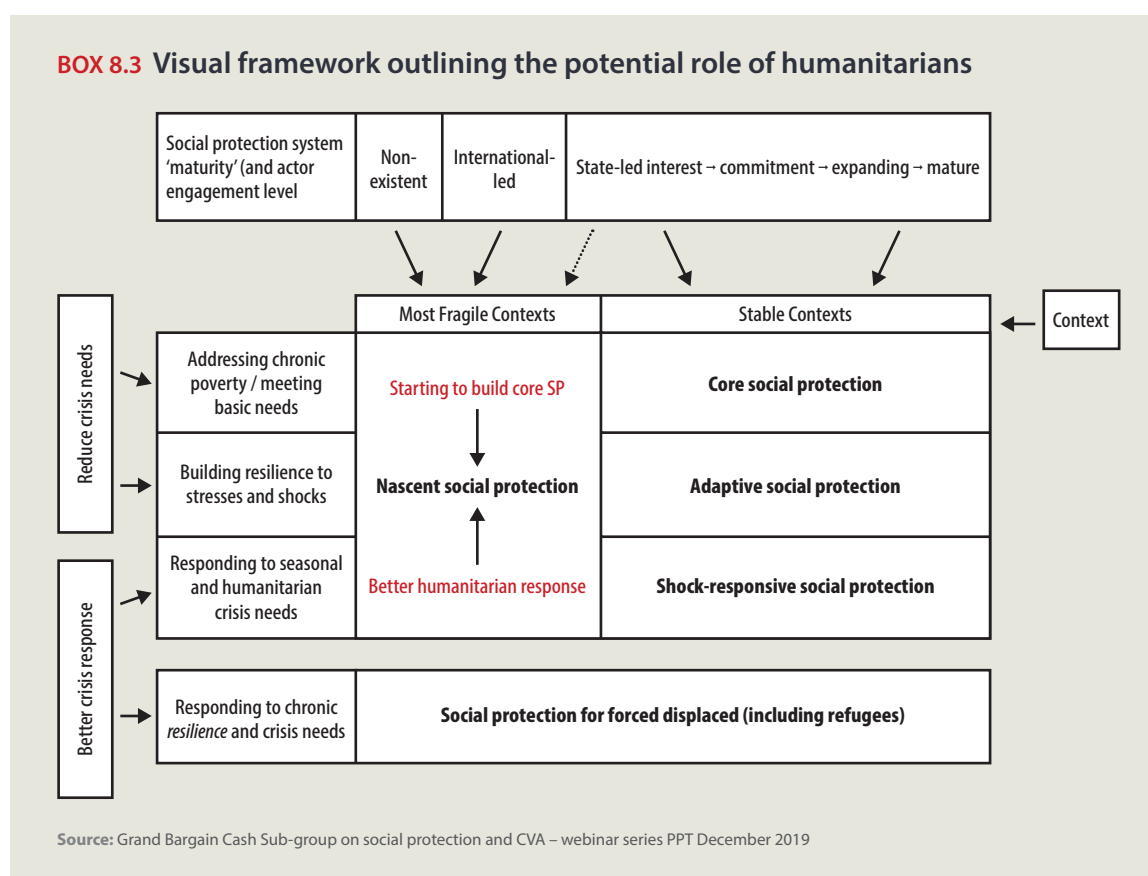 BOX 8.3 Visual framework outlining the potential role of humanitarians
Social protection system
‘maturity’ (and actor
engagement level
Non-
existent
International-
led
State-led interest → commitment → expanding → mature
Most Fragile Contexts
Stable Contexts
Context
Reduce crisis needs
Addressing chronic
poverty / meeting
basic needs
Starting to build core SP
Core social protection
Building resilience to
stresses and shocks
Nascent social protection
Adaptive social protection
Better crisis response
Responding to seasonal
and humanitarian
crisis needs
Better humanitarian response
Shock-responsive social protection
Responding to chronic
resilience and crisis needs
Social protection for forced displaced (including refugees)
Source: Grand Bargain Cash Sub-group on social protection and CVA – webinar series PPT December 2019